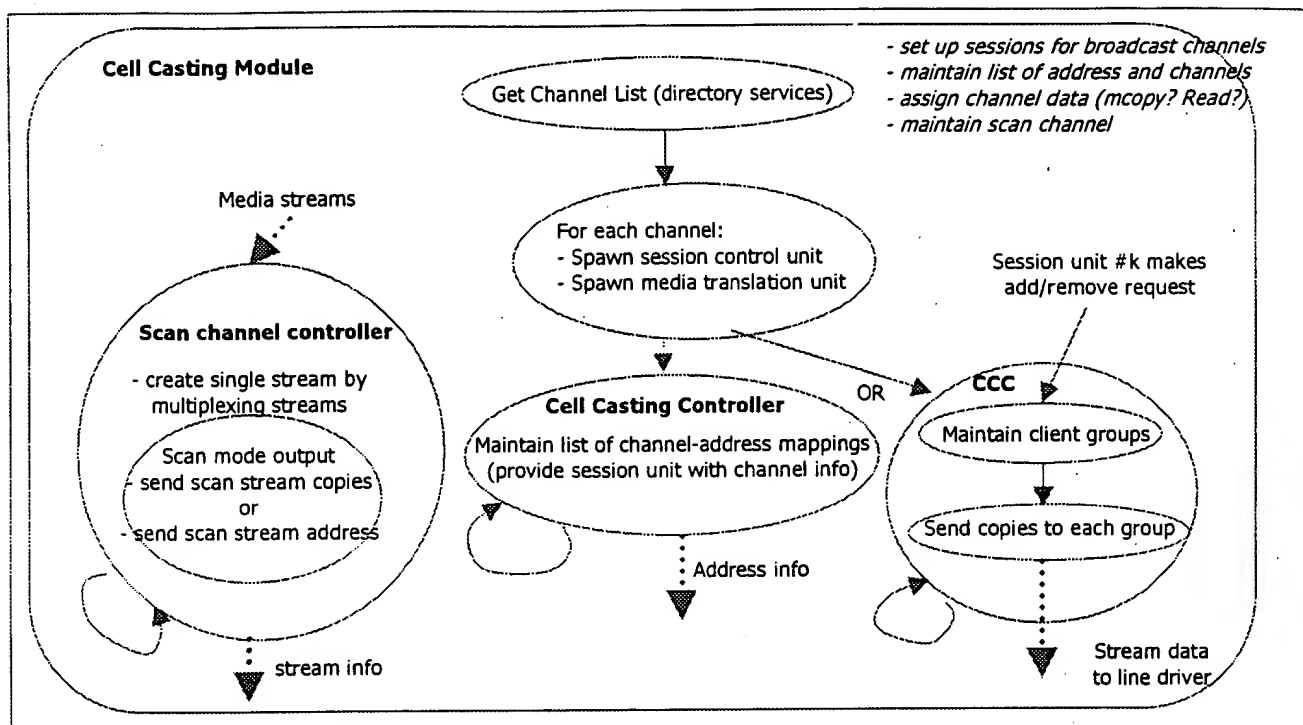 Cell Casting Module
- set up sessions for broadcast channels
- maintain list of address and channels
- assign channel data (mcopy? Read?)
- maintain scan channel
Get Channel List (directory services)
Media streams
For each channel:
- Spawn session control unit
- Spawn media translation unit
Session unit #k makes
add/remove request
Scan channel controller
- create single stream by
multiplexing streams
Scan mode output
- send scan stream copies
or
- send scan stream address
stream info
OR
Cell Casting Controller
Maintain list of channel-address mappings
(provide session unit with channel info)
Address info
CCC
Maintain client groups
Send copies to each group
Stream data
to line driver